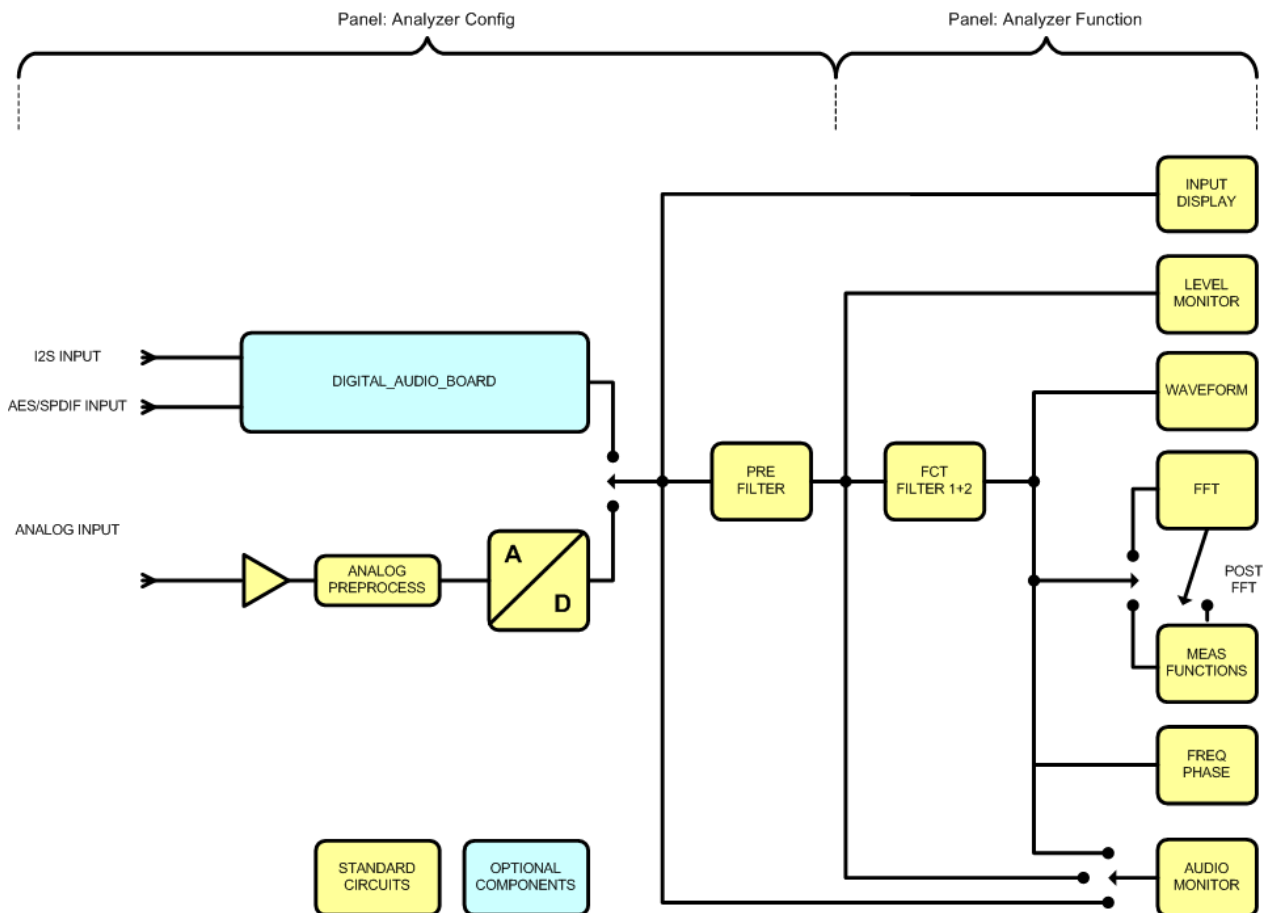 Panel: Analyzer Config
Panel: Analyzer Function
INPUT
DISPLAY
LEVEL
MONITOR
I2S INPUT
DIGITAL_AUDIO_BOARD
AES/SPDIF INPUT
WAVEFORM
PRE
FILTER
FCT
FILTER 1+2
FFT
ANALOG INPUT
ANALOG
PREPROCESS
A
D
POST
FFT
MEAS
FUNCTIONS
FREQ
PHASE
STANDARD
CIRCUITS
OPTIONAL
COMPONENTS
AUDIO
MONITOR